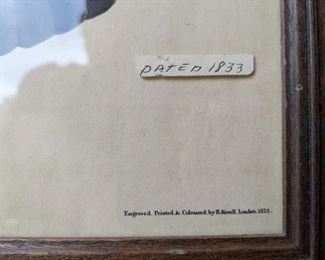 DATED 1833
Engraved, Printed & Coloured by R. Havell, London, 1833.